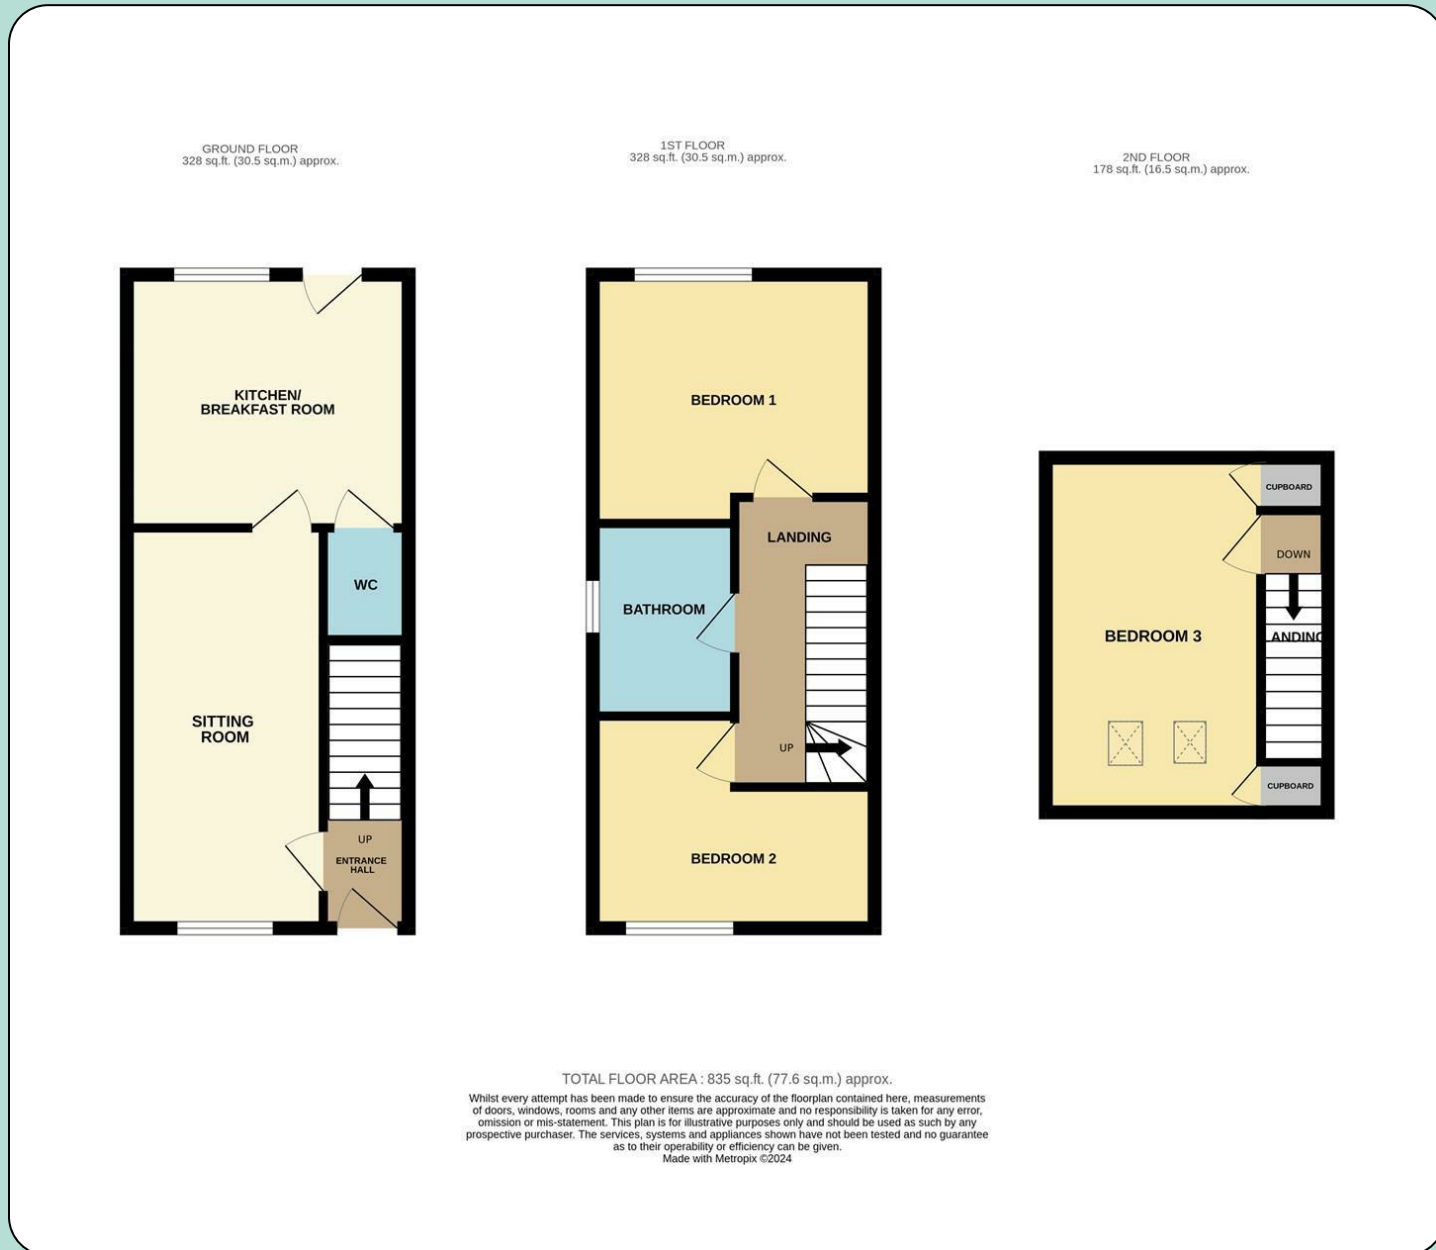 GROUND FLOOR
328 sq.ft. (30.5 sq.m.) approx.
1ST FLOOR
328 sq.ft. (30.5 sq.m.) approx.
2ND FLOOR
178 sq.ft. (16.5 sq.m.) approx.
KITCHEN/
BREAKFAST ROOM
WC
SITTING
ROOM
UP
ENTRANCE
HALL
BEDROOM 1
LANDING
BATHROOM
UP
BEDROOM 2
CUPBOARD
DOWN
BEDROOM 3
ANDING
CUPBOARD
TOTAL FLOOR AREA : 835 sq.ft. (77.6 sq.m.) approx.
Whilst every attempt has been made to ensure the accuracy of the floorplan contained here, measurements
of doors, windows, rooms and any other items are approximate and no responsibility is taken for any error,
omission or mis-statement. This plan is for illustrative purposes only and should be used as such by any
prospective purchaser. The services, systems and appliances shown have not been tested and no guarantee
as to their operability or efficiency can be given.
Made with Metropix ©2024